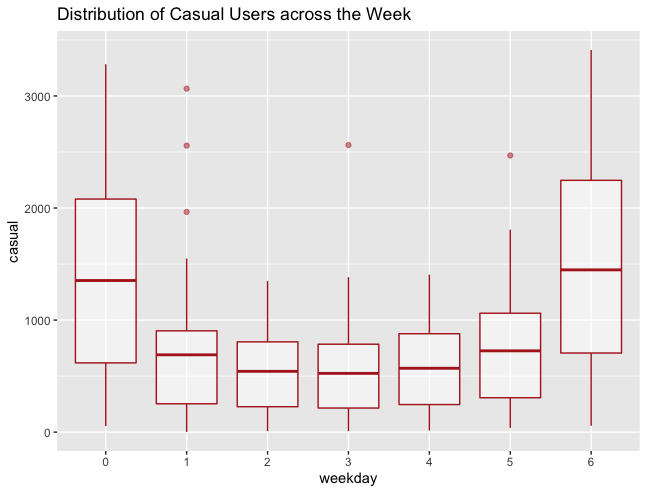 Distribution of Casual Users across the Week
casual
3000
2000
1000
0
0 1 2 3 4 5 6
weekday